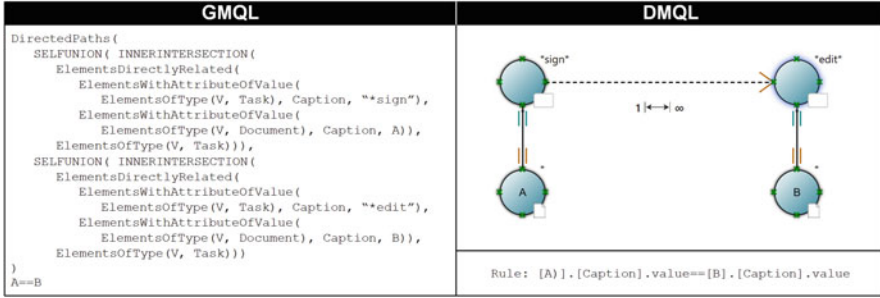 GMQL
DMQL
DirectedPaths(
SELFUNION( INNERINTERSECTION(
ElementsDirectlyRelated(
ElementsWithAttributeOfValue(
ElementsOfType(V, Task), Caption, "*sign"),
ElementsWithAttributeOfValue(
ElementsOfType(V, Document), Caption, A)),
ElementsOfType(V, Task))),
SELFUNION( INNERINTERSECTION(
ElementsDirectlyRelated(
ElementsWithAttributeOfValue(
ElementsOfType(V, Task), Caption, "*edit"),
ElementsWithAttributeOfValue(
ElementsOfType(V, Document), Caption, B)),
ElementsOfType(V, Task)))
)
A==B
*sign*
*edit*
1 ∞
*
A
*
B
Rule: [A)].[Caption].value==[B].[Caption].value